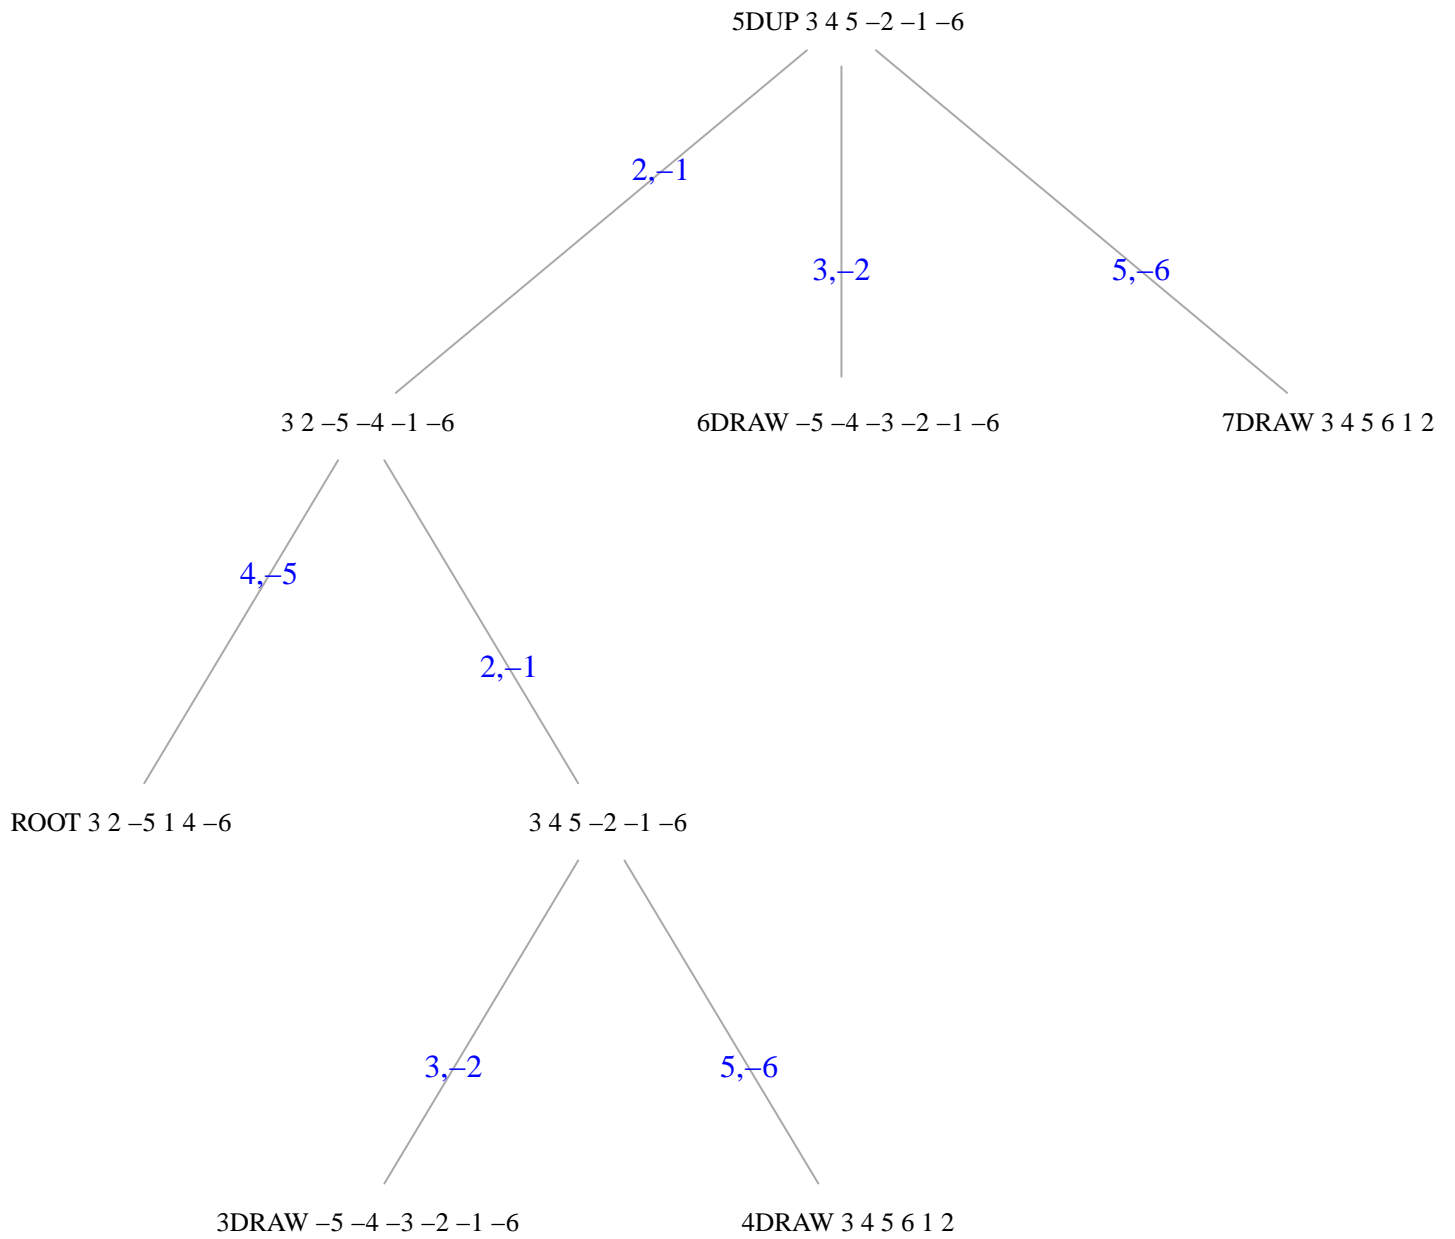 5DUP 3 4 5 –2 –1 –6
2,–1
3,–2
5,–6
3 2 –5 –4 –1 –6
6DRAW –5 –4 –3 –2 –1 –6
7DRAW 3 4 5 6 1 2
4,–5
2,–1
ROOT 3 2 –5 1 4 –6
3 4 5 –2 –1 –6
3,–2
5,–6
3DRAW –5 –4 –3 –2 –1 –6
4DRAW 3 4 5 6 1 2